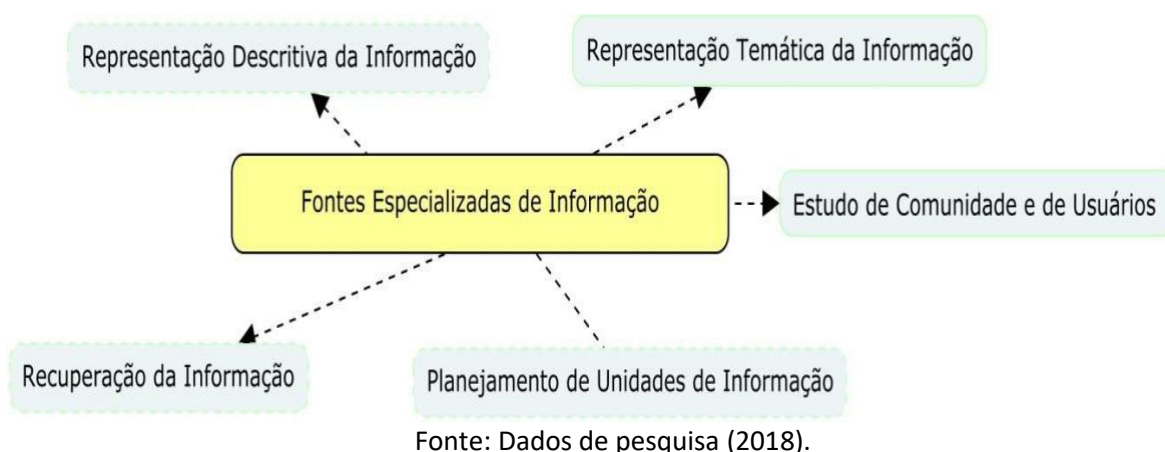 Representação Descritiva da Informação
Representação Temática da Informação
Fontes Especializadas de Informação
Estudo de Comunidade e de Usuários
Recuperação da Informação
Planejamento de Unidades de Informação
Fonte: Dados de pesquisa (2018).